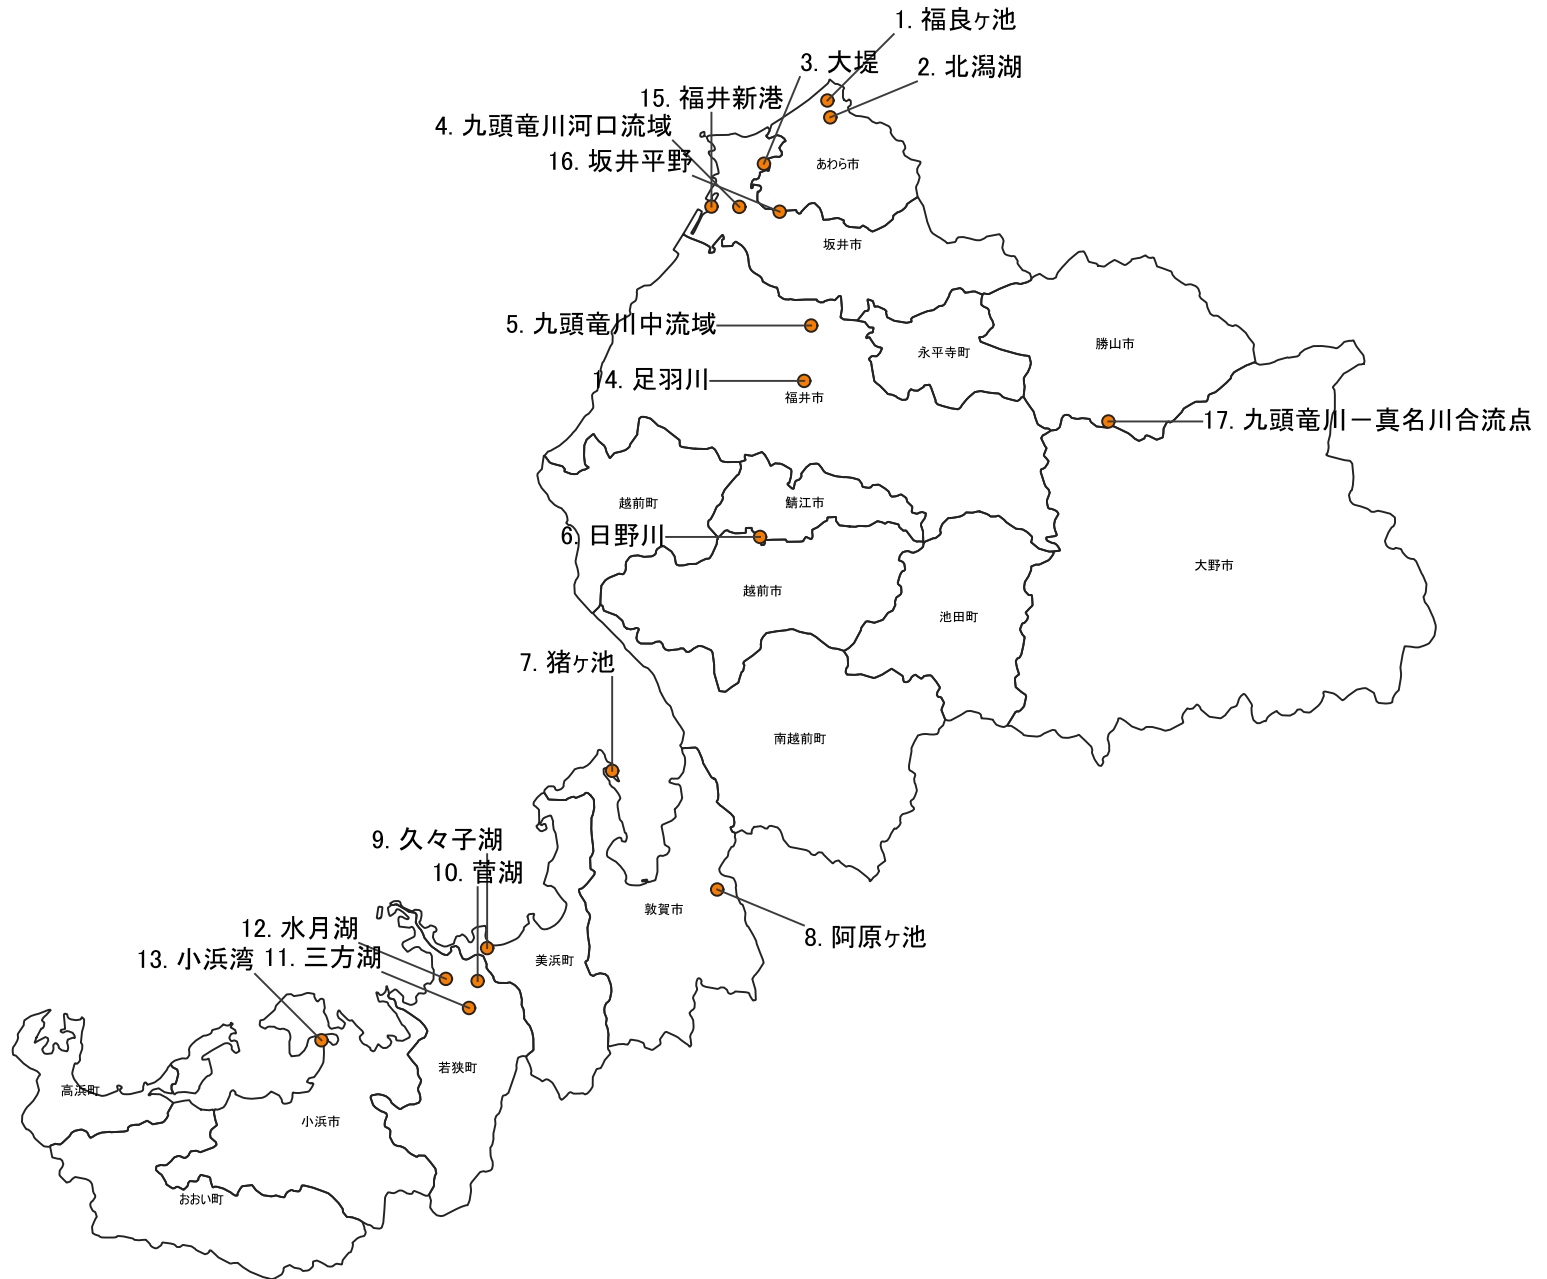 1. 福良ヶ池
3. 大堤
2. 北潟湖
15. 福井新港
4. 九頭竜川河口流域
16. 坂井平野
あわら市
坂井市
5. 九頭竜川中流域
永平寺町
勝山市
14. 足羽川
福井市
17. 九頭竜川－真名川合流点
越前町
鯖江市
6. 日野川
大野市
越前市
池田町
7. 猪ヶ池
南越前町
9. 久々子湖
10. 菅湖
敦賀市
8. 阿原ヶ池
12. 水月湖
13. 小浜湾
11. 三方湖
美浜町
若狭町
高浜町
小浜市
おおい町